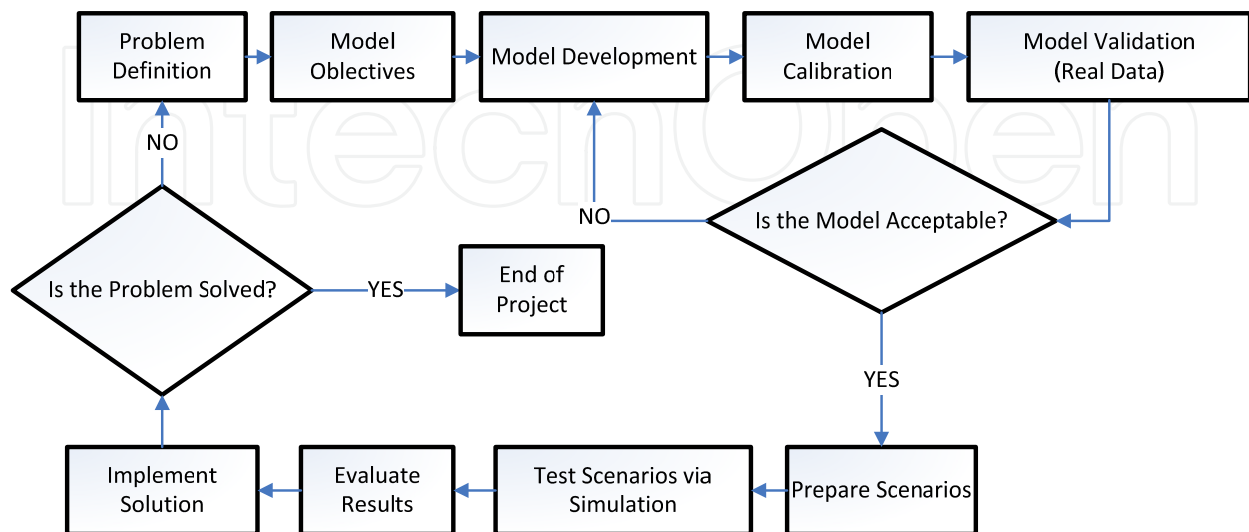 Problem
Definition
Model
Oblectives
Model Development
Model
Calibration
Model Validation
(Real Data)
NO
Is the Model Acceptable?
NO
Is the Problem Solved?
YES
End of
Project
YES
Implement
Solution
Evaluate
Results
Test Scenarios via
Simulation
Prepare Scenarios
IntechOpen